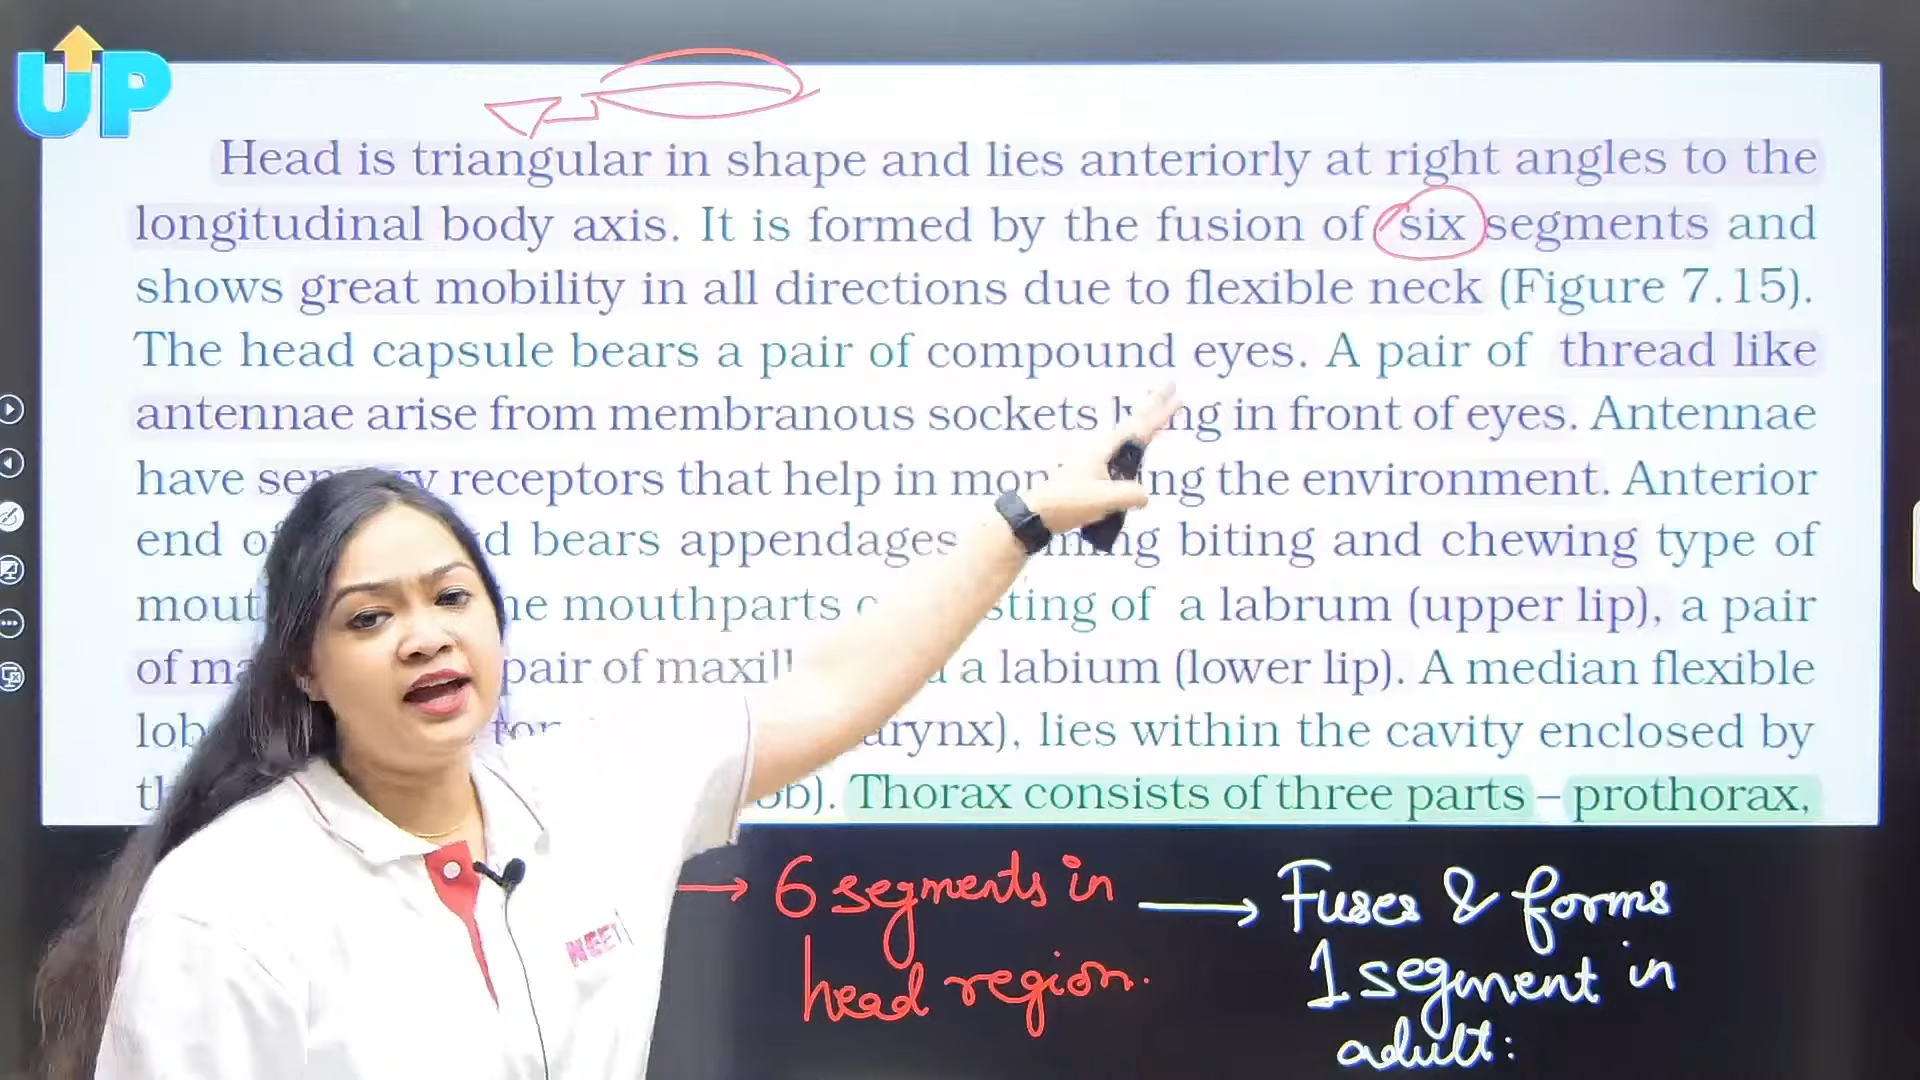 UP
Head is triangular in shape and lies anteriorly at right angles to the
longitudinal body axis. It is formed by the fusion of six segments and
shows great mobility in all directions due to flexible neck (Figure 7.15).
The head capsule bears a pair of compound eyes. A pair of thread like
antennae arise from membranous sockets in front of eyes. Antennae
have receptors that help in the environment. Anterior
end bears appendages biting and chewing type of
mouthparts of a labrum (upper lip), a pair
of pair of a labium (lower lip). A median flexible
lies within the cavity enclosed by
Thorax consists of three parts – prothorax,
→ 6 segments in
head region.
→ Fuses & forms
1 segment in
adult:
NEET